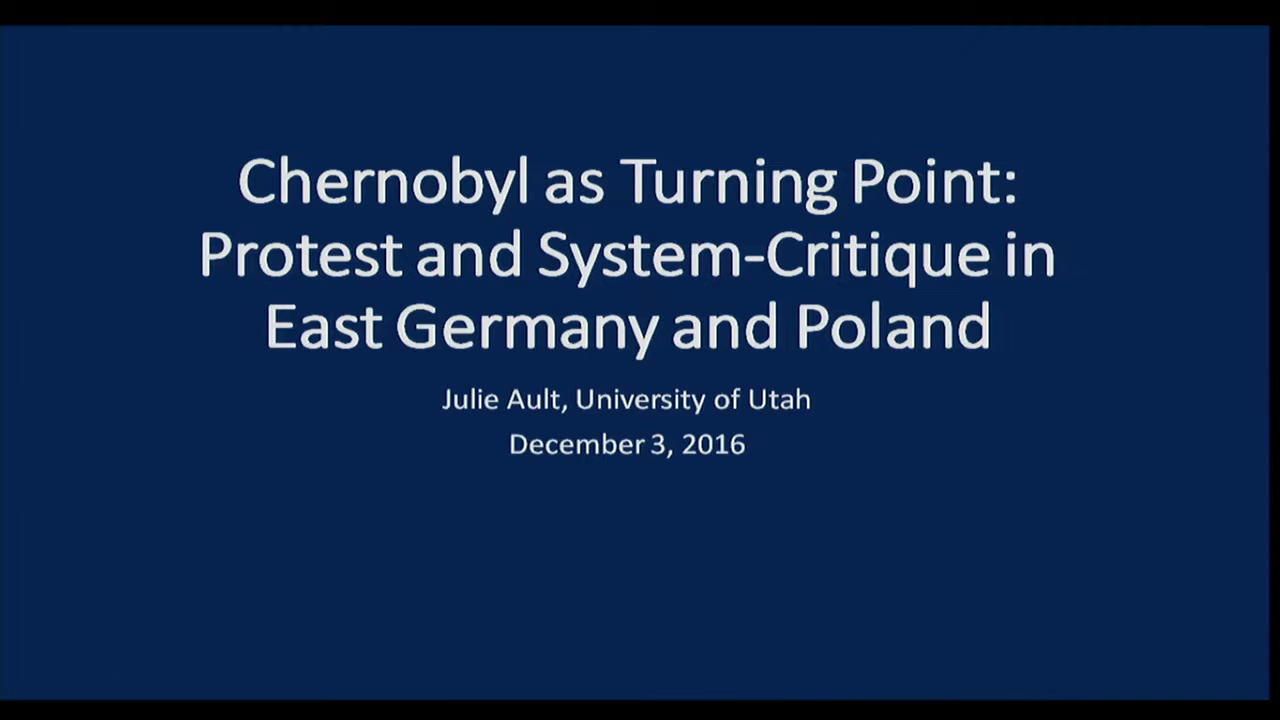 Chernobyl as Turning Point:
Protest and System-Critique in
East Germany and Poland
Julie Ault, University of Utah
December 3, 2016